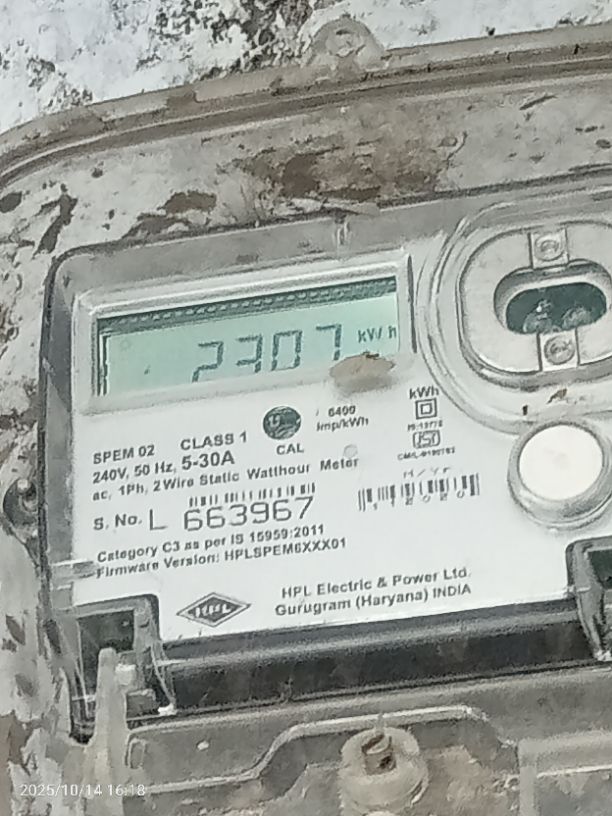 2307 kWh
SPEM 02 CLASS 1
CAL
6400
imp/kWh
kWh
240V, 50 Hz, 5-30A
ac, 1Ph, 2Wire Static Watthour Meter
S. No. L 663967
Category C3 as per IS 15959:2011
Firmware Version: HPLSPEM6XXX01
HPL
HPL Electric & Power Ltd.
Gurugram (Haryana) INDIA
2025/10/14 16:18